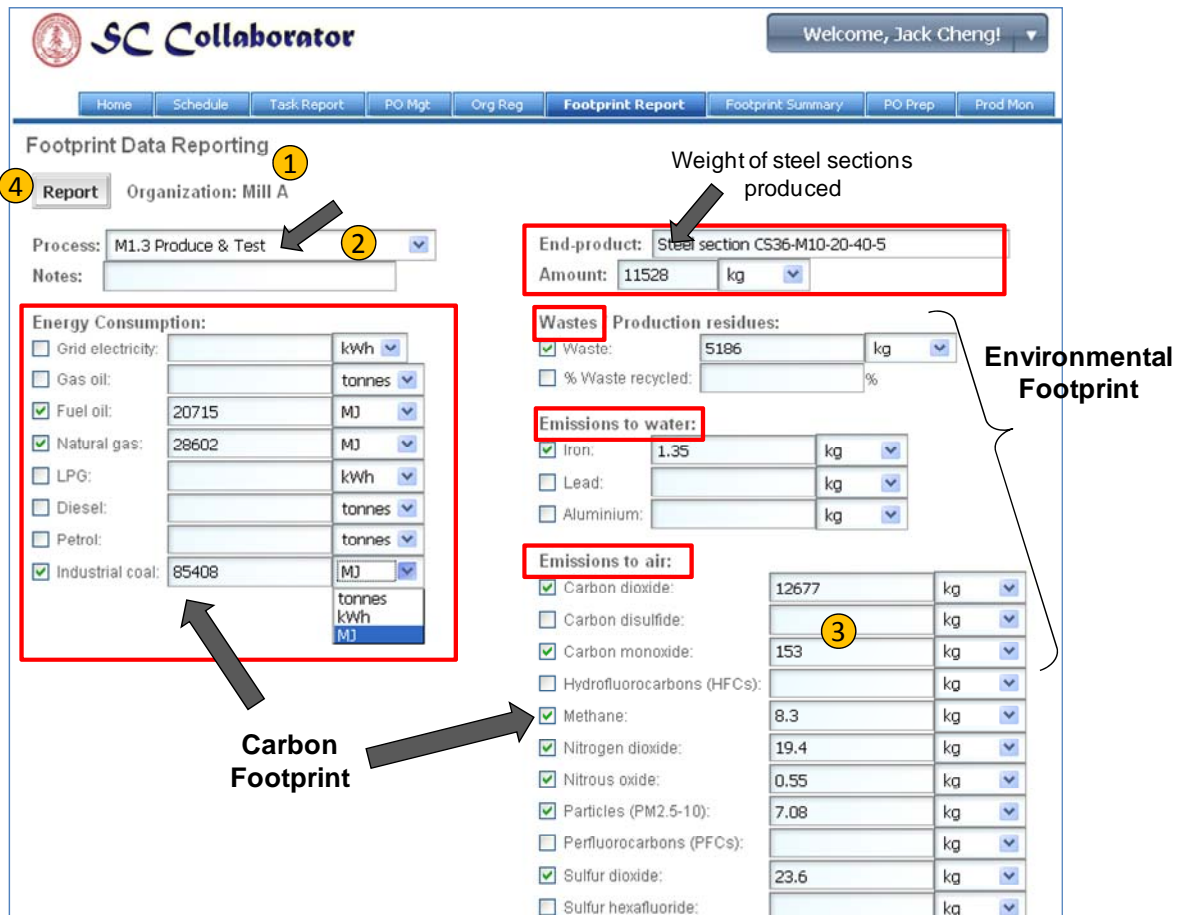 SC Collaborator
Welcome, Jack Cheng!
Home Schedule Task Report PO Mgt Org Reg Footprint Report Footprint Summary PO Prep Prod Mon
Footprint Data Reporting
1
4 Report Organization: Mill A
Weight of steel sections
produced
Process: M1.3 Produce & Test 2
Notes:
End-product: Steel section CS36-M10-20-40-5
Amount: 11528 kg
Energy Consumption:
Grid electricity: kWh
Gas oil: tonnes
Fuel oil: 20715 MJ
Natural gas: 28602 MJ
LPG: kWh
Diesel: tonnes
Petrol: tonnes
Industrial coal: 85408 MJ
tonnes
kWh
MJ
Carbon
Footprint
Wastes Production residues:
Waste: 5186 kg
% Waste recycled: %
Emissions to water:
Iron: 1.35 kg
Lead: kg
Aluminium: kg
Emissions to air:
Carbon dioxide: 12677 kg
Carbon disulfide: kg
3
Carbon monoxide: 153 kg
Hydrofluorocarbons (HFCs): kg
Methane: 8.3 kg
Nitrogen dioxide: 19.4 kg
Nitrous oxide: 0.55 kg
Particles (PM2.5-10): 7.08 kg
Perfluorocarbons (PFCs): kg
Sulfur dioxide: 23.6 kg
Sulfur hexafluoride: kg
Environmental
Footprint